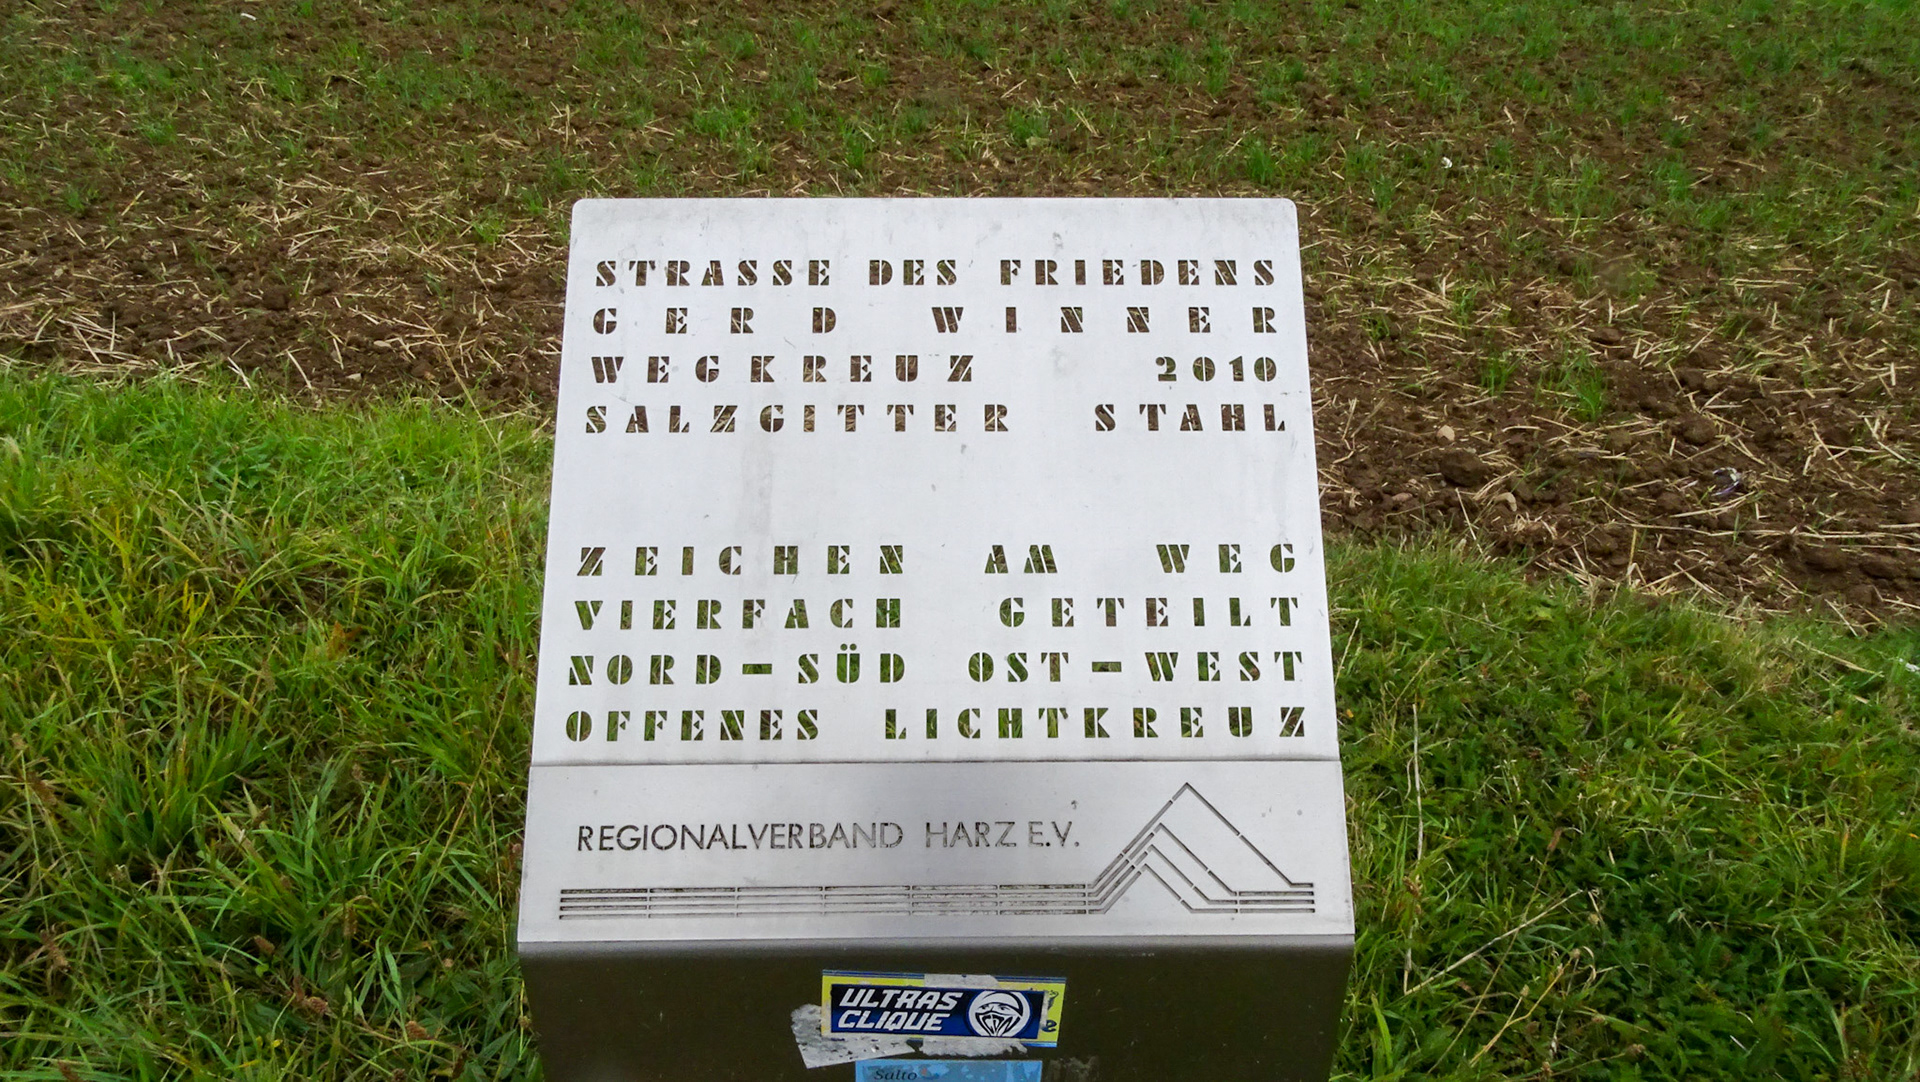 STRASSE DES FRIEDENS
GERD WINNER
WEGKREUZ 2010
SALZGITTER STAHL
ZEICHEN AM WEG
VIERFACH GETEILT
NORD-SÜD OST-WEST
OFFENES LICHTKREUZ
REGIONALVERBAND HARZ E.V.
ULTRAS
CLIQUE
Salto